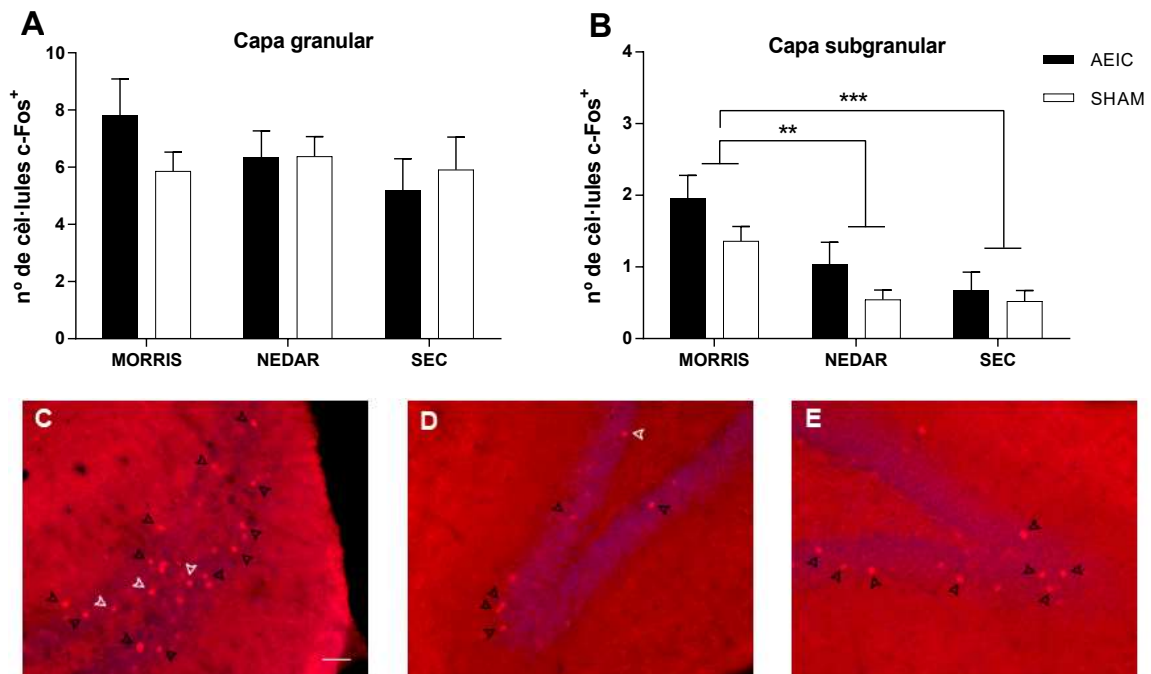 A
Capa granular
nº de cèl·lules c-Fos+
10
8
6
4
2
0
MORRIS NEDAR SEC
B
Capa subgranular
nº de cèl·lules c-Fos+
4
3
2
1
0
***
**
MORRIS NEDAR SEC
AEIC
SHAM
C
D
E